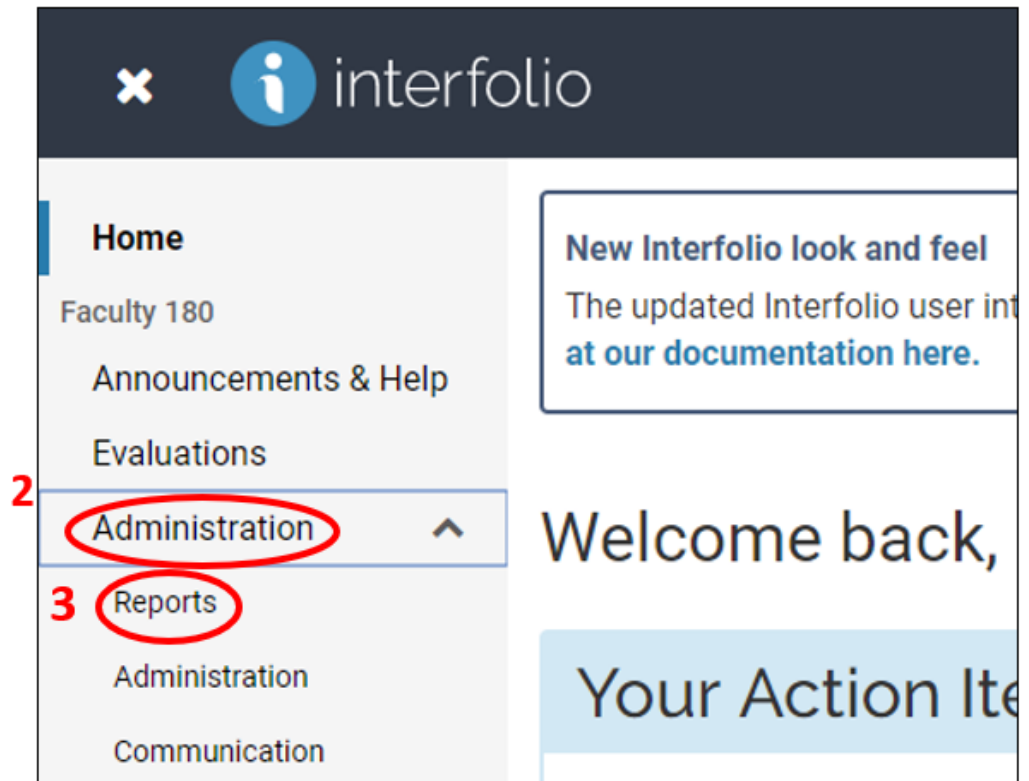 interfolio
Home
Faculty 180
Announcements & Help
Evaluations
2
Administration
3 Reports
Administration
Communication
New Interfolio look and feel
The updated Interfolio user int
at our documentation here.
Welcome back,
Your Action Ite